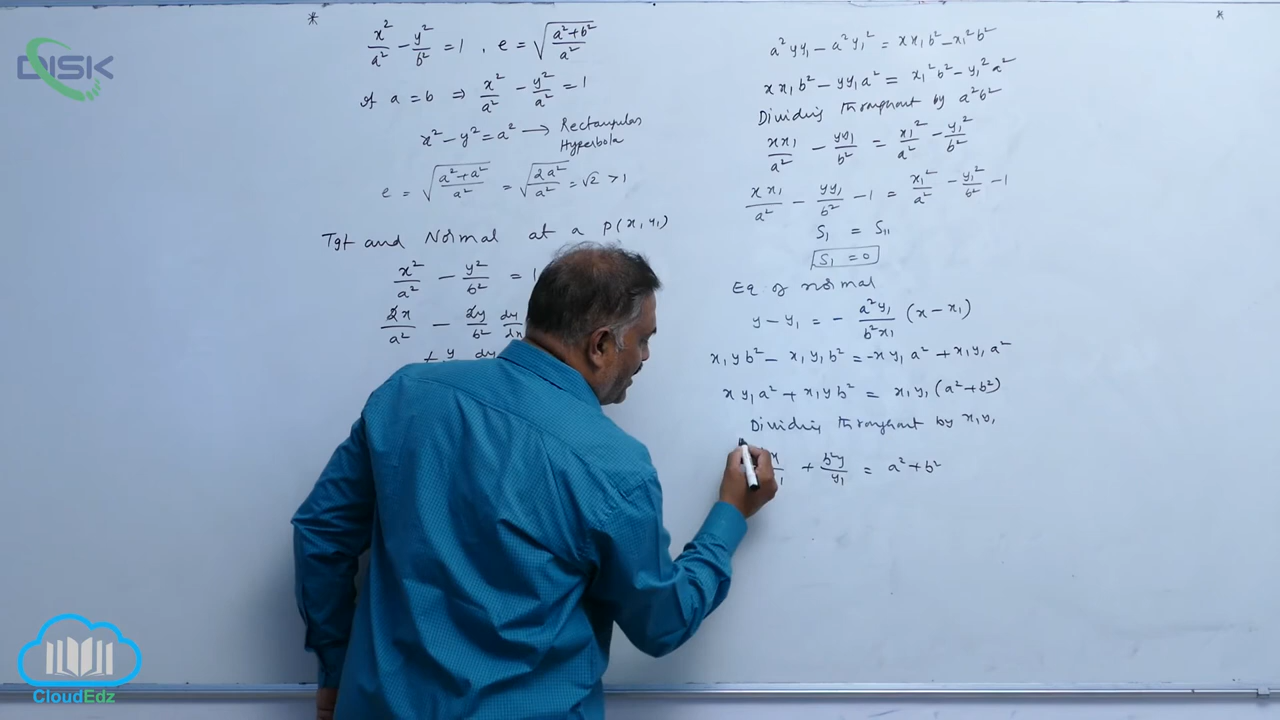 DISK
*
x²/a² - y²/b² = 1 , e = √(a²+b²/a²)
If a = b ⇒ x²/a² - y²/a² = 1
x² - y² = a² → Rectangular Hyperbola
e = √(a²+a²/a²) = √(2a²/a²) = √2 > 1
Tgt and Normal at a P(x₁ y₁)
x²/a² - y²/b² = 1
2x/a² - 2y/b² dy/dx
+ y dy
*
a²yy₁ - a²y₁² = xx₁b² - x₁²b²
xx₁b² - yy₁a² = x₁²b² - y₁²a²
Dividing throughout by a²b²
xx₁/a² - yy₁/b² = x₁²/a² - y₁²/b²
xx₁/a² - yy₁/b² - 1 = x₁²/a² - y₁²/b² - 1
S₁ = S₁₁
S₁ = 0
Eq of normal
y - y₁ = - a²y₁/b²x₁ (x - x₁)
x₁yb² - x₁y₁b² = -xy₁a² + x₁y₁a²
xy₁a² + x₁yb² = x₁y₁(a²+b²)
Dividing throughout by x₁y₁
x/₁ + b²y/y₁ = a² + b²
CloudEdz